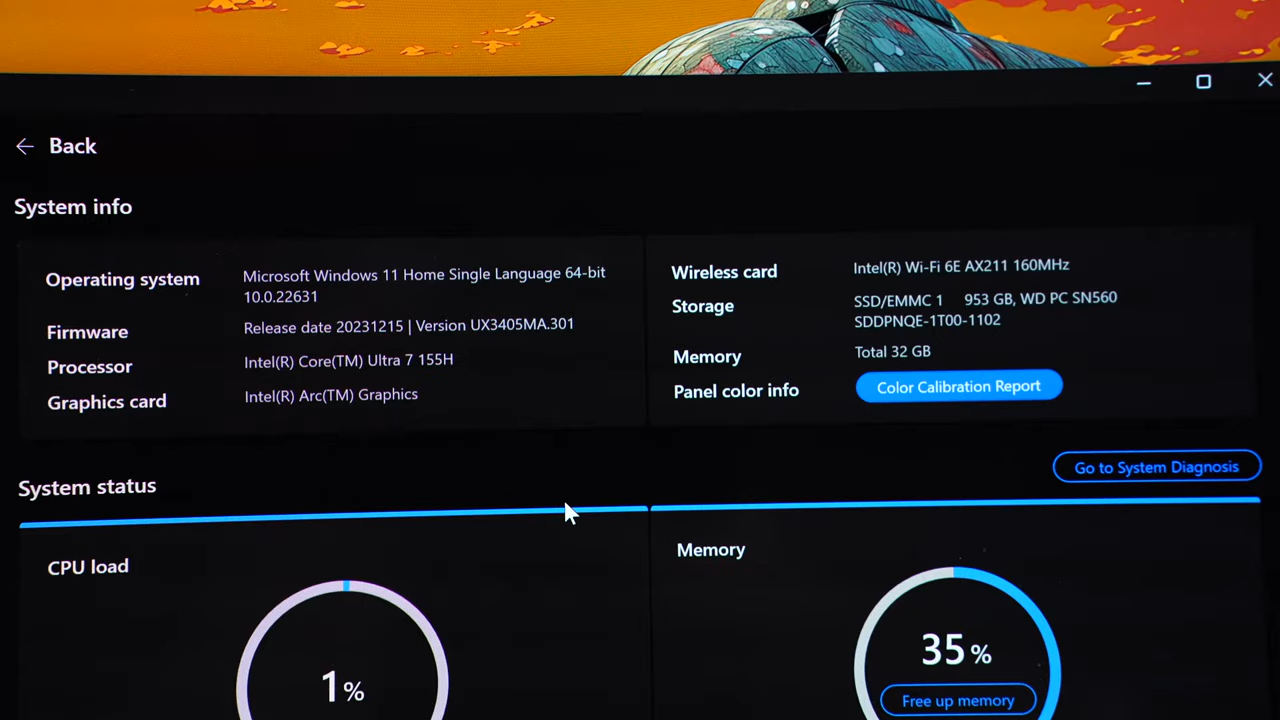 Back
System info
Operating system
Microsoft Windows 11 Home Single Language 64-bit
10.0.22631
Firmware
Release date 20231215 | Version UX3405MA.301
Processor
Intel(R) Core(TM) Ultra 7 155H
Graphics card
Intel(R) Arc(TM) Graphics
Wireless card
Intel(R) Wi-Fi 6E AX211 160MHz
Storage
SSD/EMMC 1 953 GB, WD PC SN560
SDDPNQE-1T00-1102
Memory
Total 32 GB
Panel color info
Color Calibration Report
System status
Go to System Diagnosis
CPU load
1%
Memory
35%
Free up memory